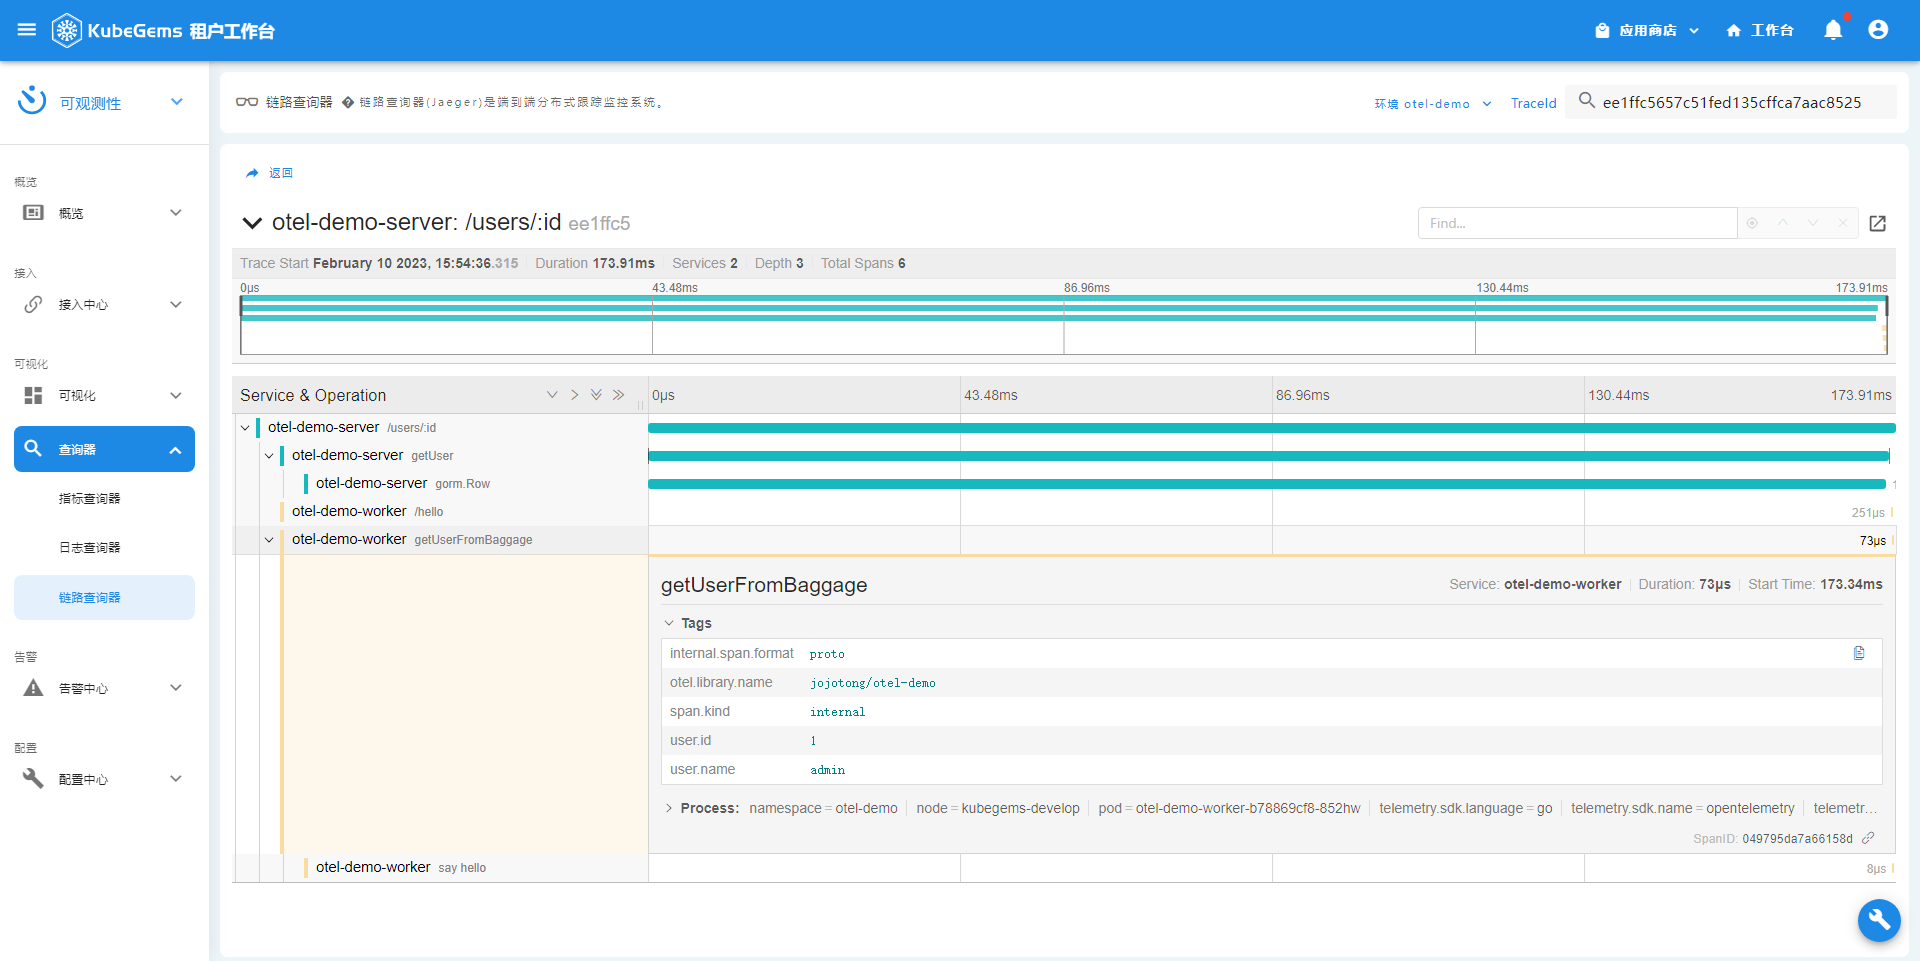 KubeGems 租户工作台
应用商店
工作台
可观测性
概览
概览
接入
接入中心
可视化
可视化
查询器
指标查询器
日志查询器
链路查询器
告警
告警中心
配置
配置中心
链路查询器 � 链路查询器(Jaeger)是端到端分布式跟踪监控系统。
环境 otel-demo
TraceId
ee1ffc5657c51fed135cffca7aac8525
返回
otel-demo-server: /users/:id ee1ffc5
Find...
Trace Start February 10 2023, 15:54:36.315 Duration 173.91ms Services 2 Depth 3 Total Spans 6
0μs 43.48ms 86.96ms 130.44ms 173.91ms
Service & Operation 0μs 43.48ms 86.96ms 130.44ms 173.91ms
otel-demo-server /users/:id
otel-demo-server getUser
otel-demo-server gorm.Row 1
otel-demo-worker /hello 251μs
otel-demo-worker getUserFromBaggage 73μs
getUserFromBaggage Service: otel-demo-worker Duration: 73μs Start Time: 173.34ms
Tags
internal.span.format proto
otel.library.name jojotong/otel-demo
span.kind internal
user.id 1
user.name admin
Process: namespace = otel-demo node = kubegems-develop pod = otel-demo-worker-b78869cf8-852hw telemetry.sdk.language = go telemetry.sdk.name = opentelemetry telemetr...
SpanID: 049795da7a66158d
otel-demo-worker say hello 8μs